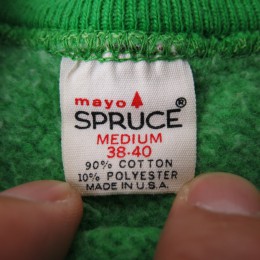 mayo
SPRUCE®
MEDIUM
38-40
90% COTTON
10% POLYESTER
MADE IN U.S.A.